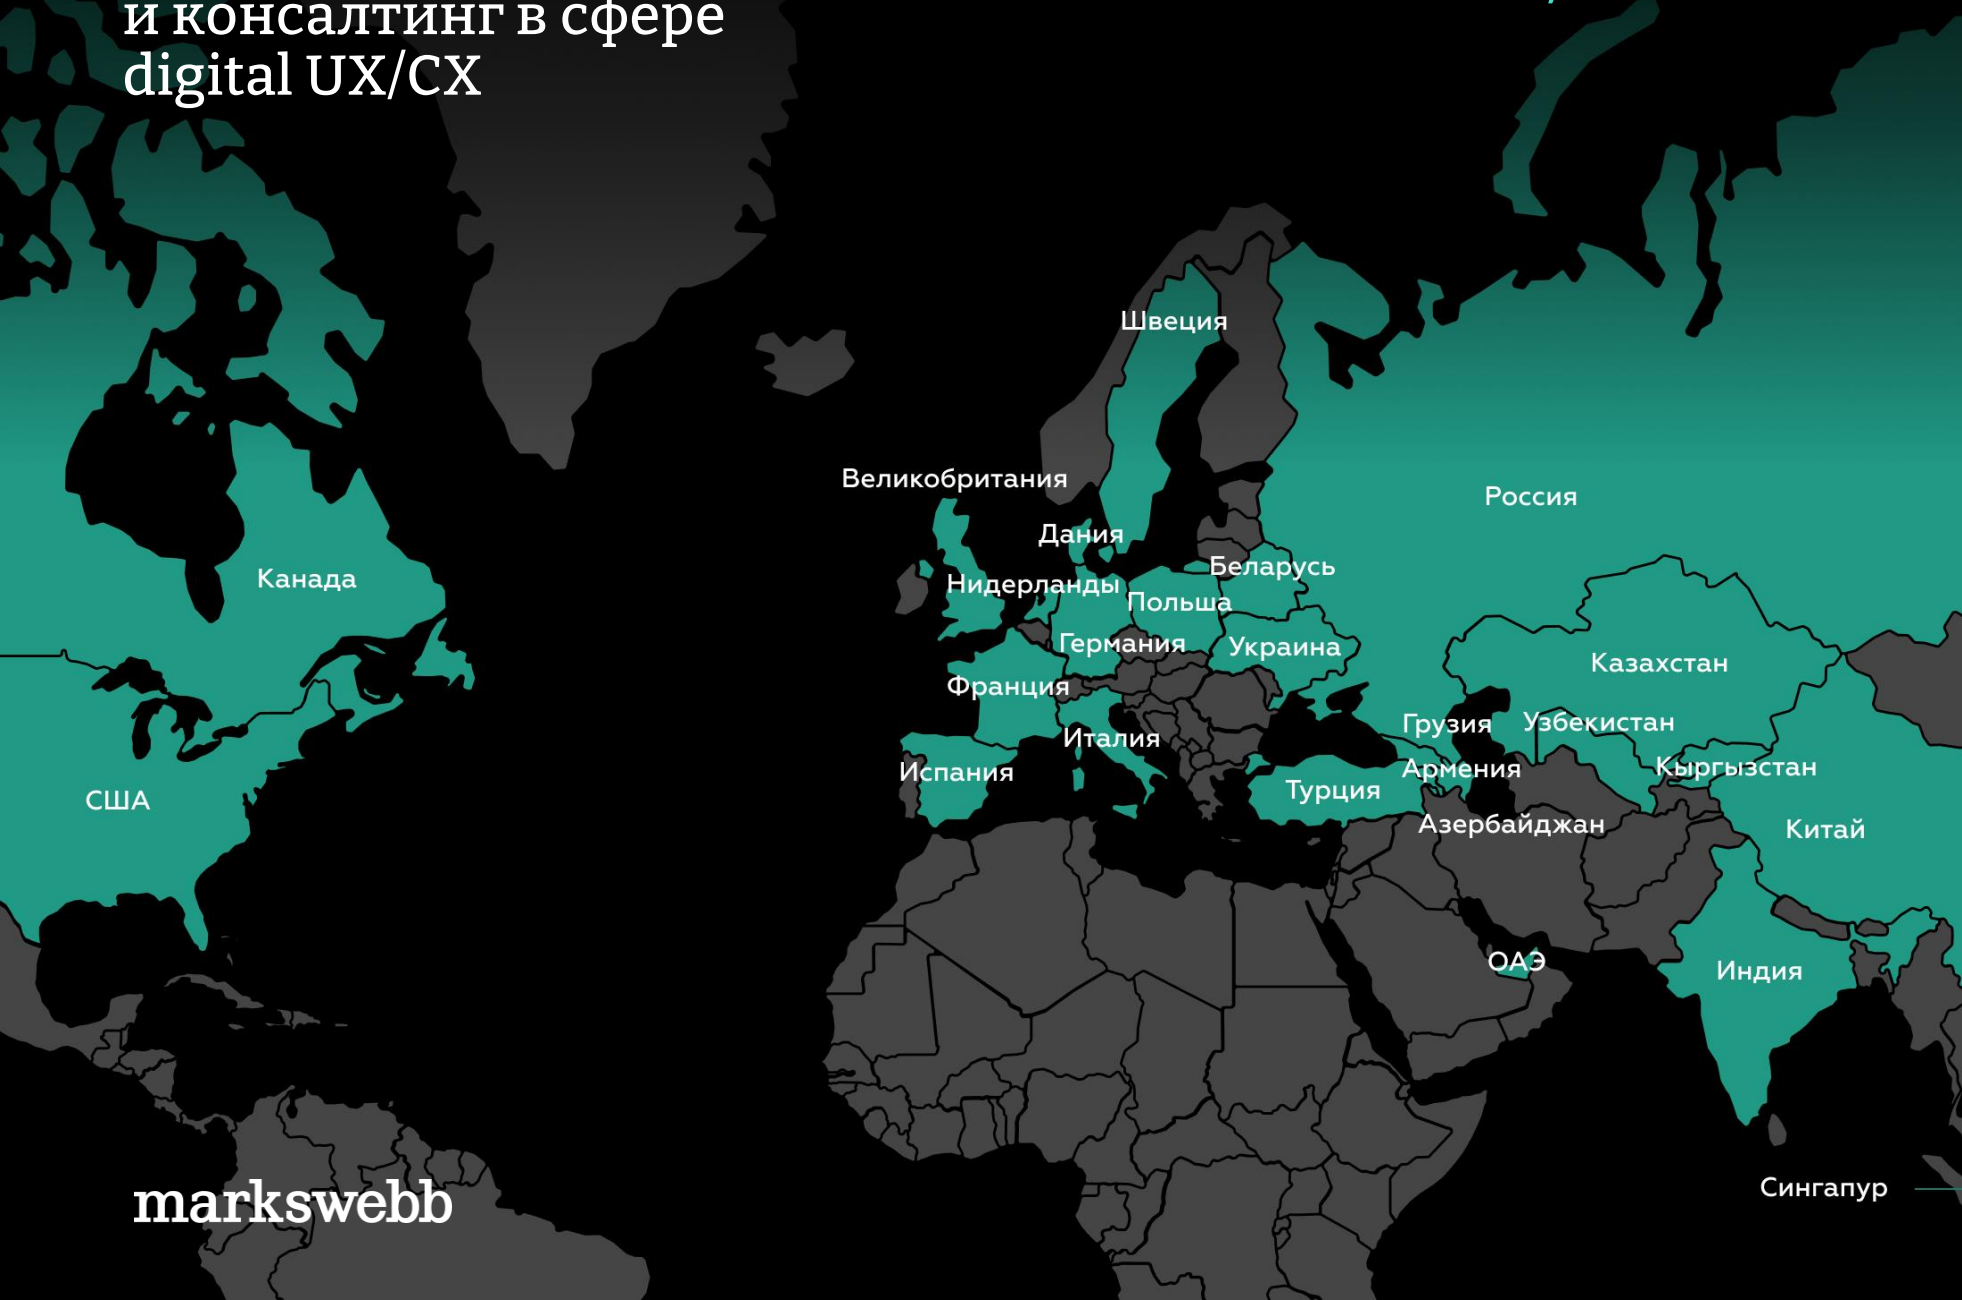 и консалтинг в сфере
digital UX/CX
Швеция
Великобритания
Россия
Дания
Беларусь
Канада
Нидерланды
Польша
Германия
Украина
Казахстан
Франция
Грузия
Узбекистан
Италия
Испания
Армения
Кыргызстан
США
Турция
Азербайджан
Китай
ОАЭ
Индия
Сингапур
markswebb